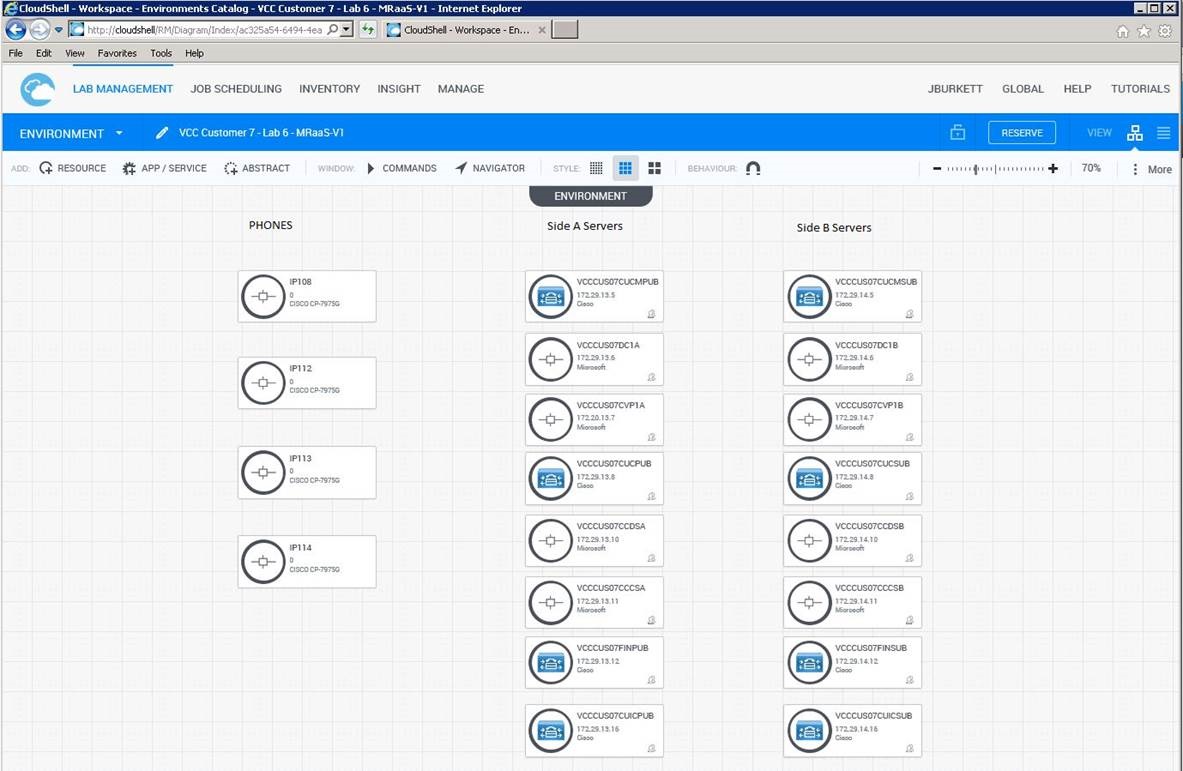 CloudShell - Workspace - Environments Catalog - VCC Customer 7 - Lab 6 - MRaaS-V1 - Internet Explorer
http://cloudshell/RM/Diagram/Index/ac325a54-6494-4ea
CloudShell - Workspace - En...
File Edit View Favorites Tools Help
LAB MANAGEMENT JOB SCHEDULING INVENTORY INSIGHT MANAGE JBURKETT GLOBAL HELP TUTORIALS
ENVIRONMENT VCC Customer 7 - Lab 6 - MRaaS-V1 RESERVE VIEW
ADD: RESOURCE APP / SERVICE ABSTRACT WINDOW: COMMANDS NAVIGATOR STYLE: BEHAVIOUR: 70% More
ENVIRONMENT
PHONES
Side A Servers
Side B Servers
IP108
0
CISCO CP-7975G
IP112
0
CISCO CP-7975G
IP113
0
CISCO CP-7975G
IP114
0
CISCO CP-7975G
VCCCUS07CUCMPUB
172.29.13.5
Cisco
VCCCUS07DC1A
172.29.13.6
Microsoft
VCCCUS07CVP1A
172.20.13.7
Microsoft
VCCCUS07CUCPUB
172.29.13.8
Cisco
VCCCUS07CCDSA
172.29.13.10
Microsoft
VCCCUS07CCCSA
172.29.13.11
Microsoft
VCCCUS07FINPUB
172.29.13.12
Cisco
VCCCUS07CUICPUB
172.29.13.16
Cisco
VCCCUS07CUCMSUB
172.29.14.5
Cisco
VCCCUS07DC1B
172.29.14.6
Microsoft
VCCCUS07CVP1B
172.29.14.7
Microsoft
VCCCUS07CUCSUB
172.29.14.8
Cisco
VCCCUS07CCDSB
172.29.14.10
Microsoft
VCCCUS07CCCSB
172.29.14.11
Microsoft
VCCCUS07FINSUB
172.29.14.12
Cisco
VCCCUS07CUICSUB
172.29.14.16
Cisco